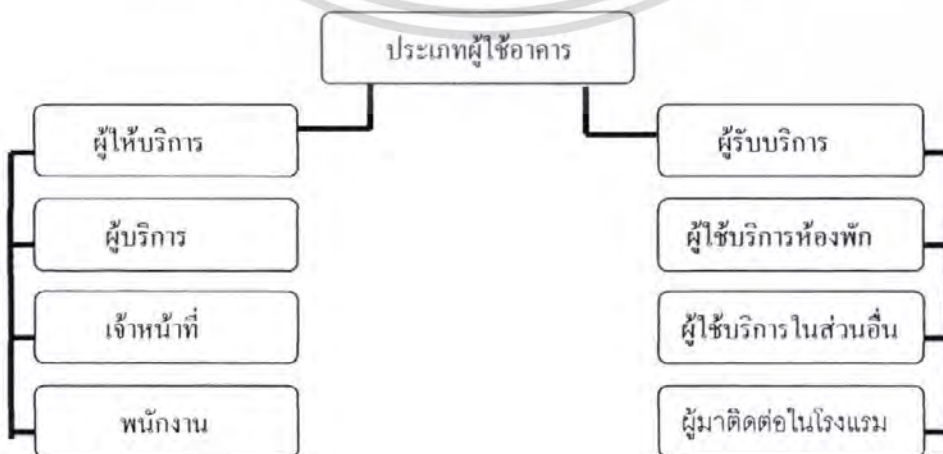 ประเภทผู้ใช้อาคาร
ผู้ให้บริการ
ผู้บริการ
เจ้าหน้าที่
พนักงาน
ผู้รับบริการ
ผู้ใช้บริการห้องพัก
ผู้ใช้บริการในส่วนอื่น
ผู้มาติดต่อในโรงแรม